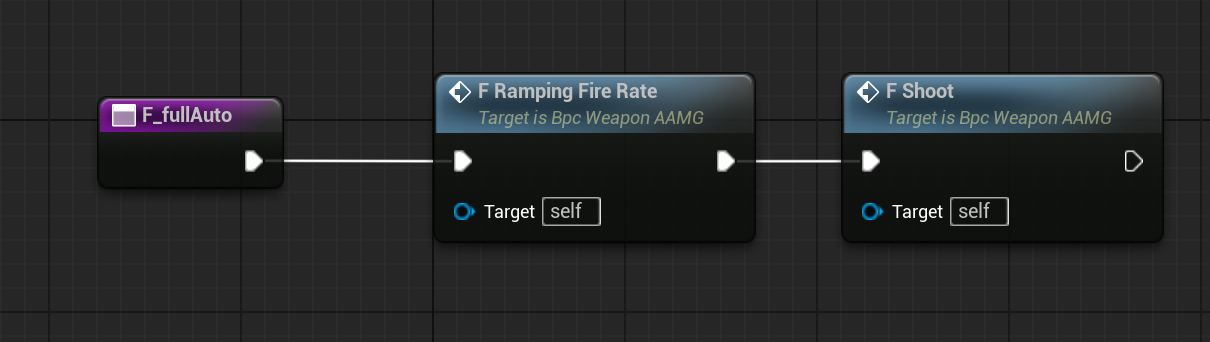 F_fullAuto
F Ramping Fire Rate
Target is Bpc Weapon AAMG
Target self
F Shoot
Target is Bpc Weapon AAMG
Target self